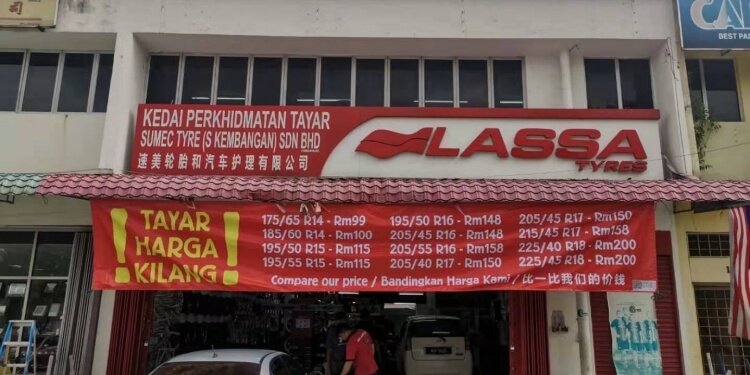 司
CA
BEST PA
KEDAI PERKHIDMATAN TAYAR
SUMEC TYRE (S KEMBANGAN) SDN BHD
速美轮胎和汽车护理有限公司
LASSA
TYRES
! TAYAR HARGA KILANG !
175/65 R14 - Rm99
185/60 R14 - Rm100
195/50 R15 - Rm115
195/55 R15 - Rm115
195/50 R16 - Rm148
205/45 R16 - Rm148
205/55 R16 - Rm158
205/40 R17 - Rm150
205/45 R17 - Rm150
215/45 R17 - Rm158
225/40 R18 - Rm200
225/45 R18 - Rm200
Compare our price / Bandingkan Harga Kami / 比一比我们的价钱